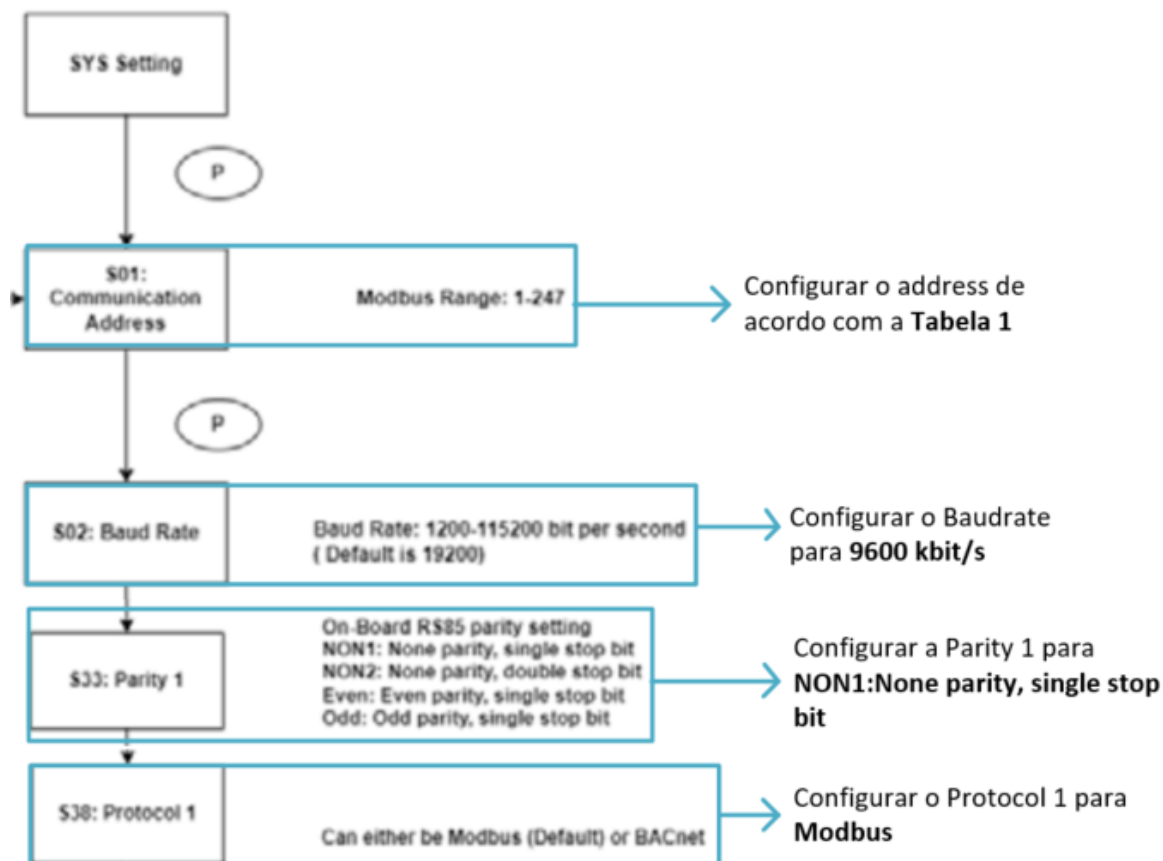 SYS Setting
P
S01:
Communication
Address
Modbus Range: 1-247
Configurar o address de
acordo com a Tabela 1
P
S02: Baud Rate
Baud Rate: 1200-115200 bit per second
( Default is 19200)
Configurar o Baudrate
para 9600 kbit/s
S33: Parity 1
On-Board RS85 parity setting
NON1: None parity, single stop bit
NON2: None parity, double stop bit
Even: Even parity, single stop bit
Odd: Odd parity, single stop bit
Configurar a Parity 1 para
NON1:None parity, single stop
bit
S38: Protocol 1
Can either be Modbus (Default) or BACnet
Configurar o Protocol 1 para
Modbus